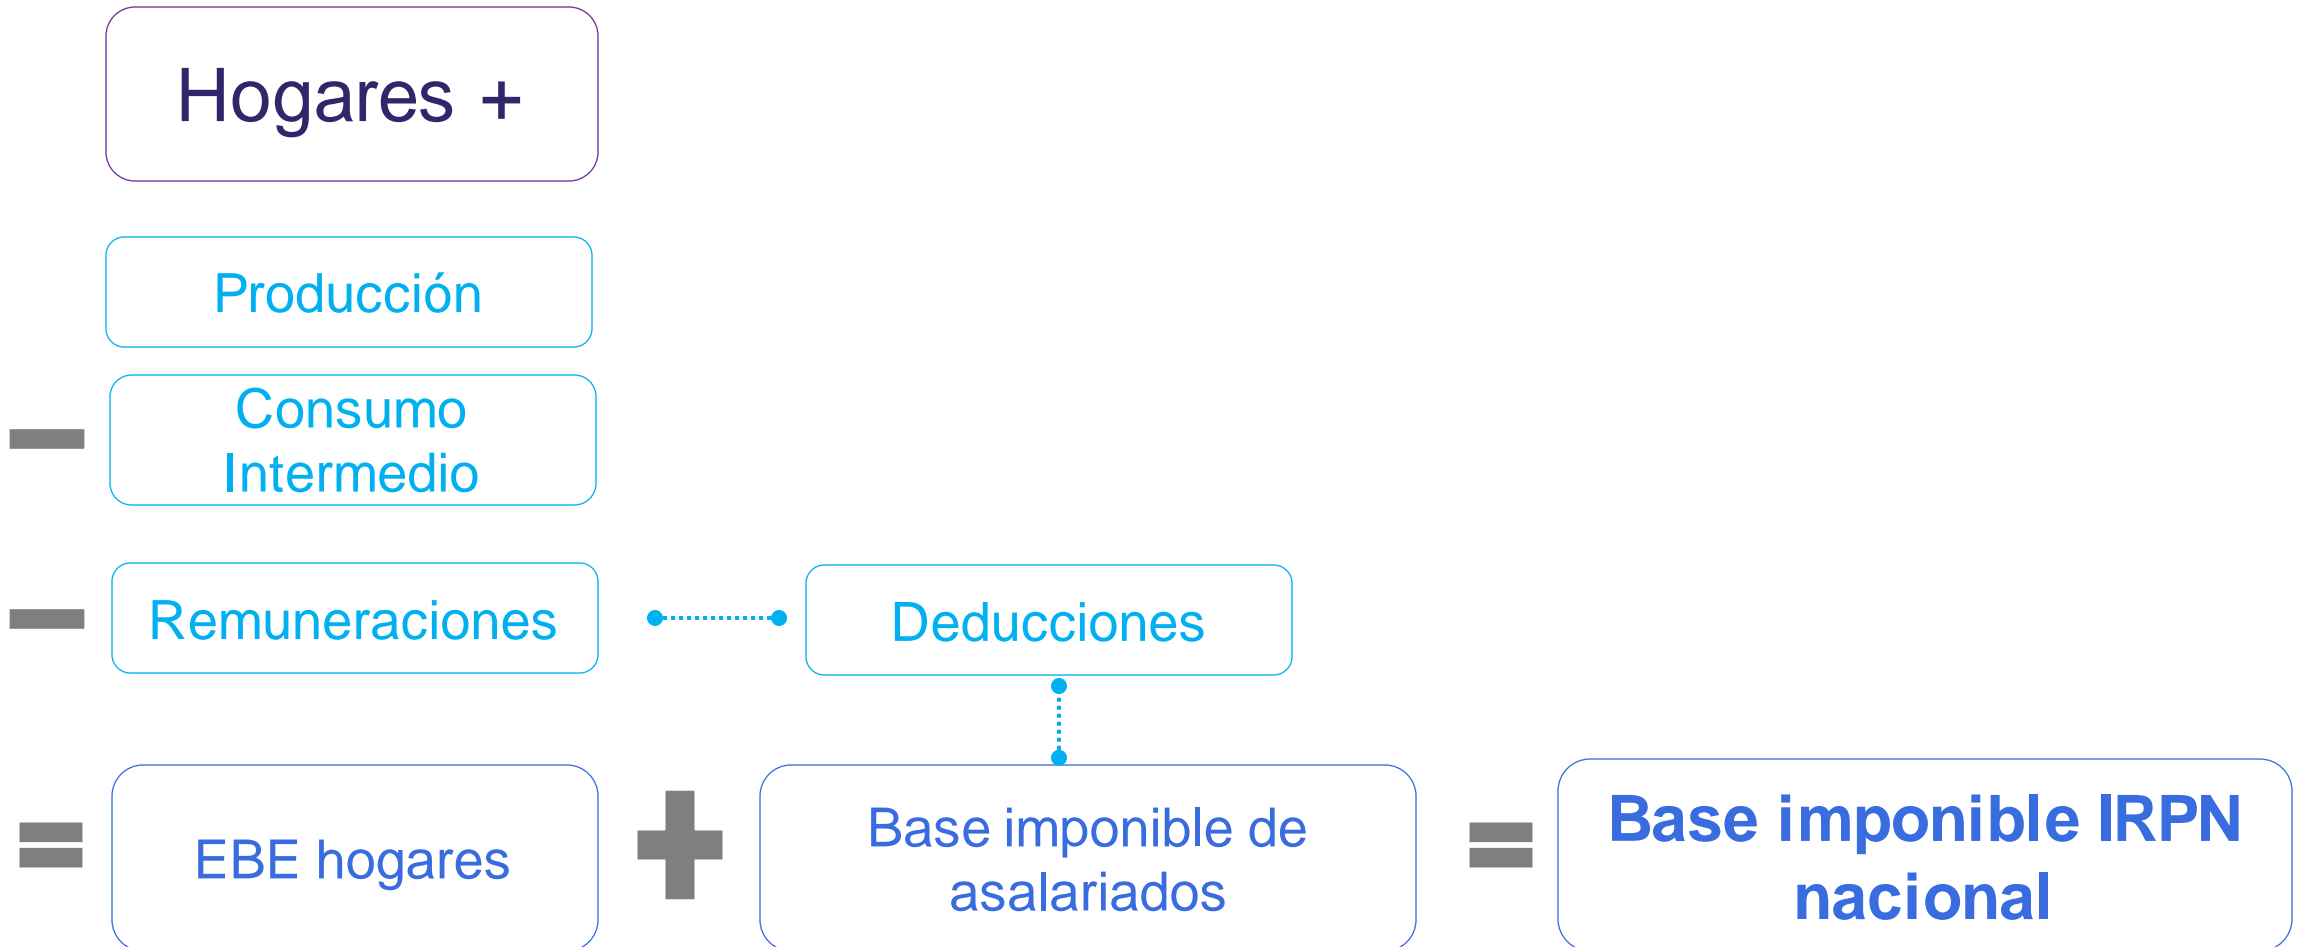 Hogares +
Producción
Consumo
Intermedio
Remuneraciones
Deducciones
EBE hogares
Base imponible de
asalariados
Base imponible IRPN
nacional